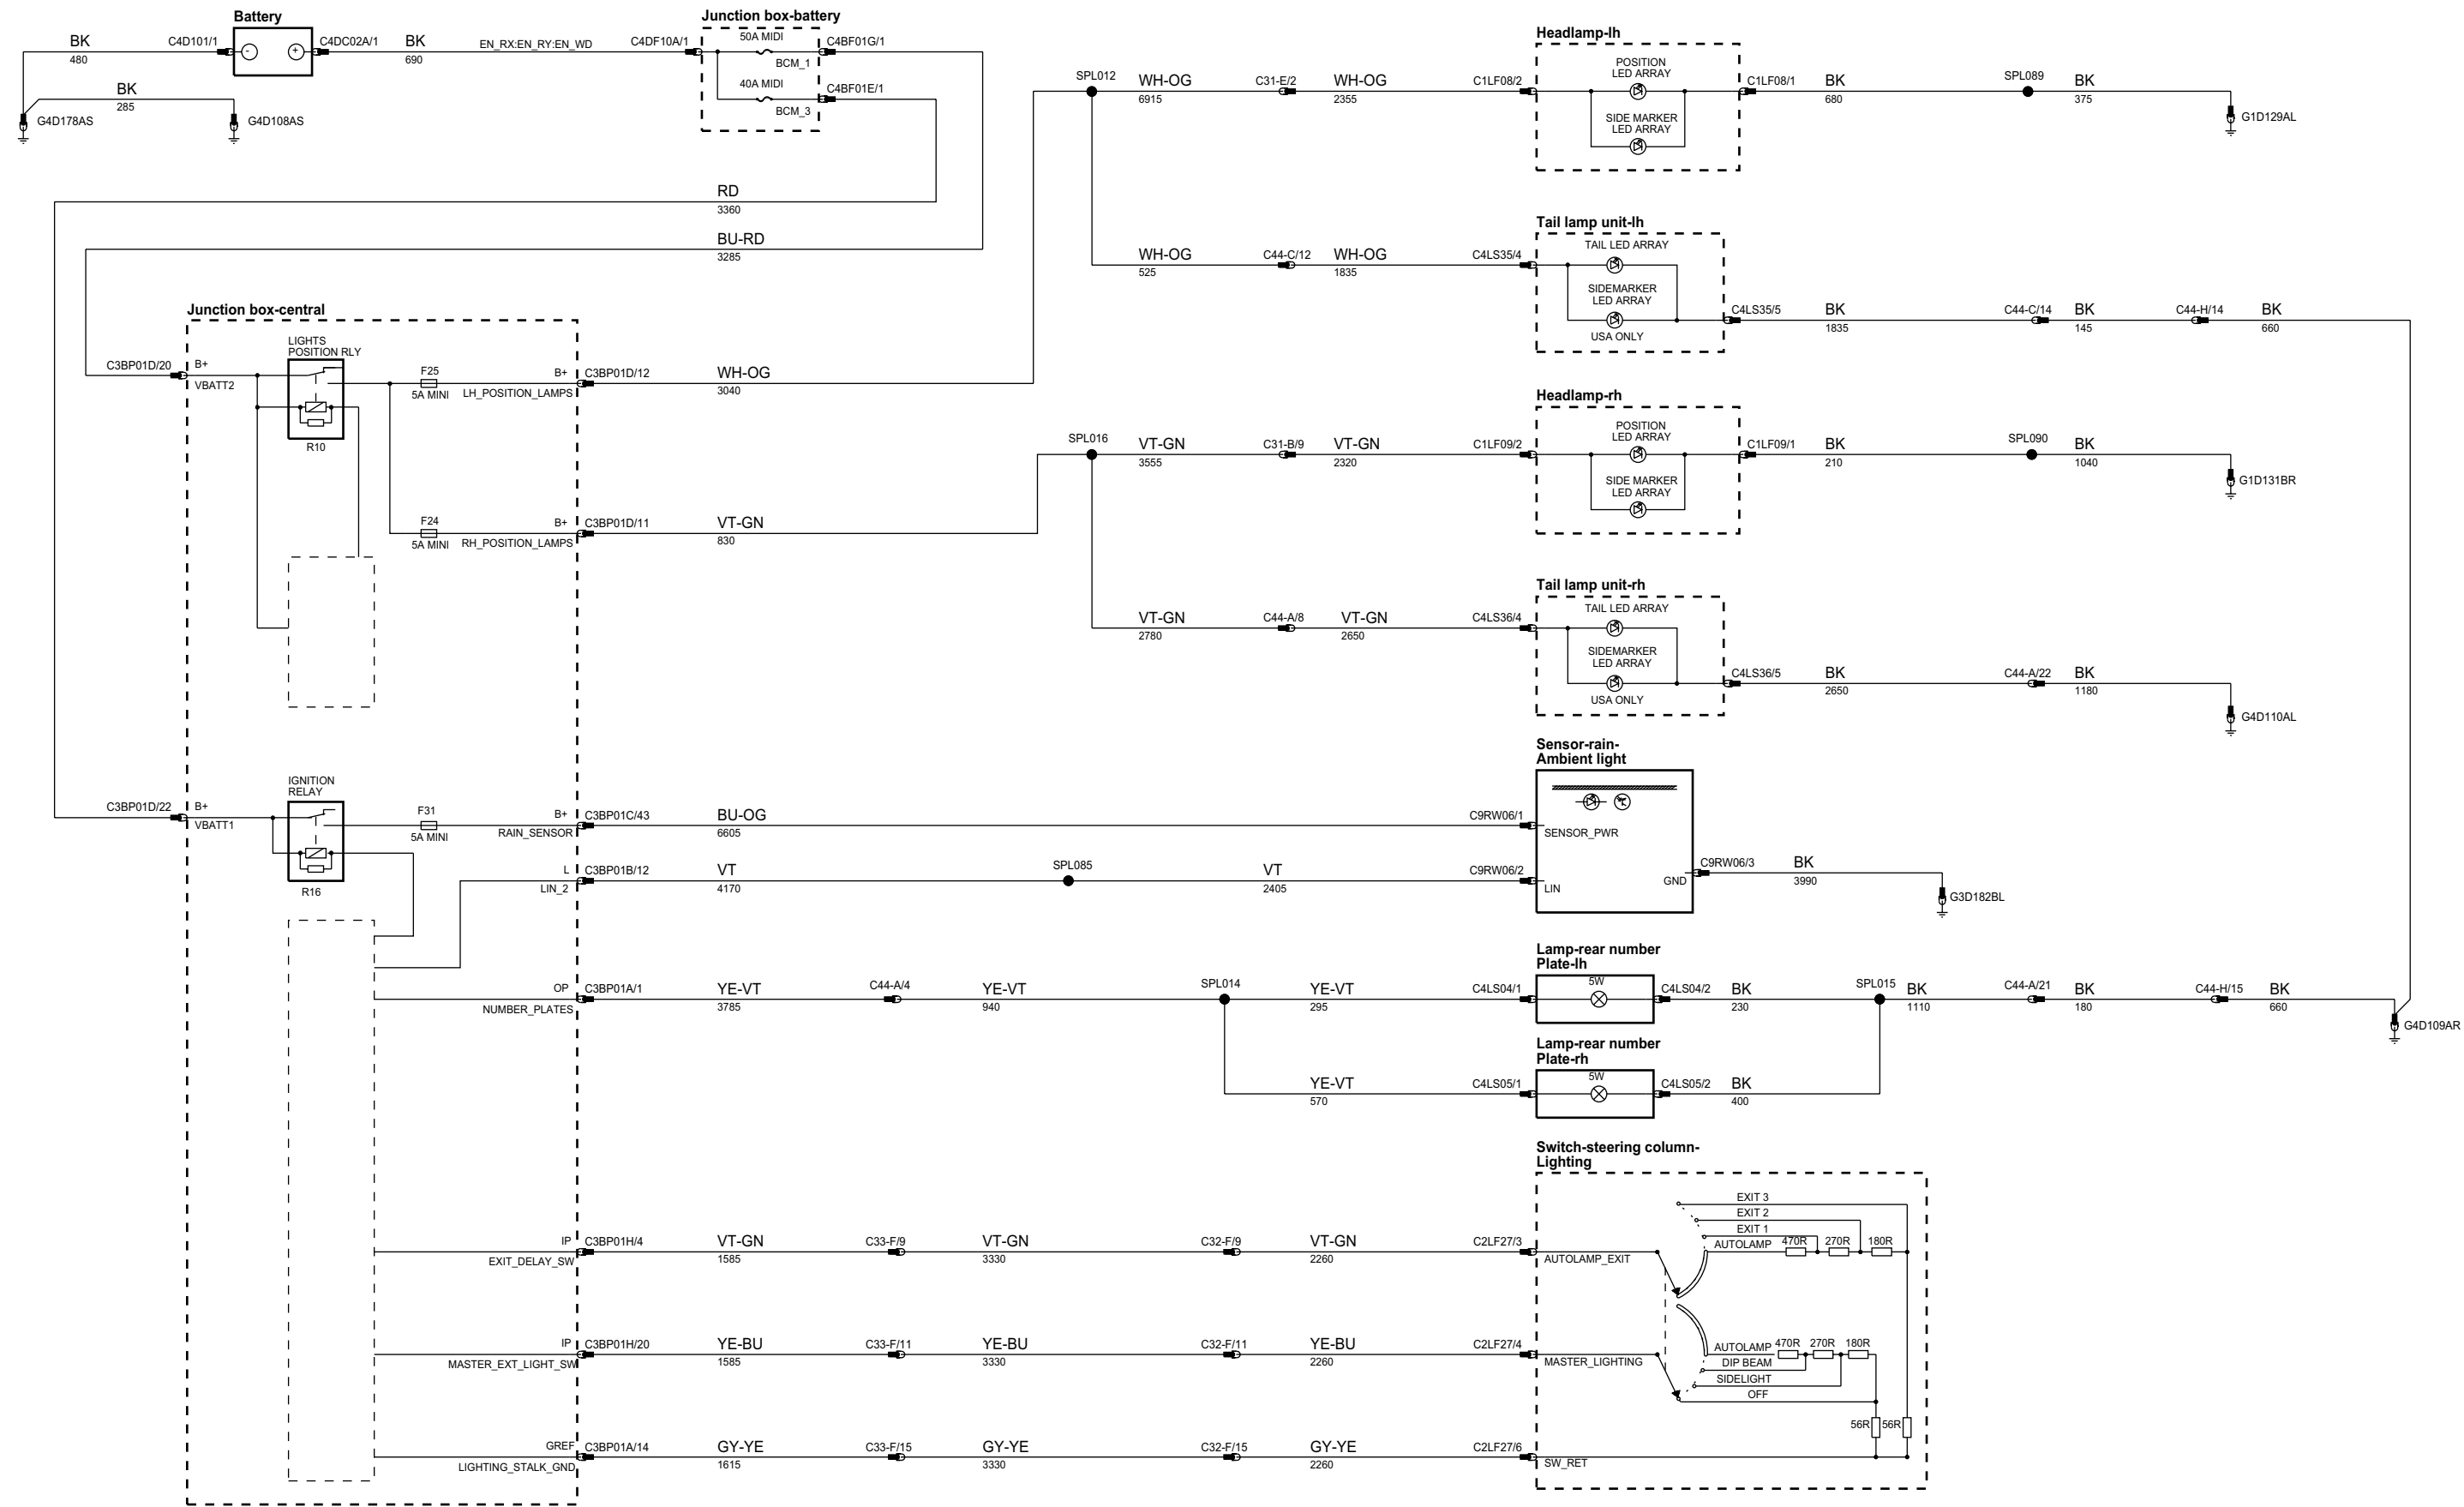 Battery
BK
480
C4D101/1
-
+
C4DC02A/1
BK
690
EN_RX:EN_RY:EN_WD
BK
285
G4D178AS
G4D108AS
Junction box-battery
C4DF10A/1
50A MIDI
BCM_1
C4BF01G/1
40A MIDI
BCM_3
C4BF01E/1
RD
3360
BU-RD
3285
Junction box-central
C3BP01D/20
B+
VBATT2
LIGHTS
POSITION RLY
R10
F25
5A MINI
B+
LH_POSITION_LAMPS
C3BP01D/12
WH-OG
3040
F24
5A MINI
B+
RH_POSITION_LAMPS
C3BP01D/11
VT-GN
830
SPL012
WH-OG
6915
C31-E/2
WH-OG
2355
C1LF08/2
Headlamp-lh
POSITION
LED ARRAY
SIDE MARKER
LED ARRAY
C1LF08/1
BK
680
SPL089
BK
375
G1D129AL
WH-OG
525
C44-C/12
WH-OG
1835
C4LS35/4
Tail lamp unit-lh
TAIL LED ARRAY
SIDEMARKER
LED ARRAY
USA ONLY
C4LS35/5
BK
1835
C44-C/14
BK
145
C44-H/14
BK
660
SPL016
VT-GN
3555
C31-B/9
VT-GN
2320
C1LF09/2
Headlamp-rh
POSITION
LED ARRAY
SIDE MARKER
LED ARRAY
C1LF09/1
BK
210
SPL090
BK
1040
G1D131BR
VT-GN
2780
C44-A/8
VT-GN
2650
C4LS36/4
Tail lamp unit-rh
TAIL LED ARRAY
SIDEMARKER
LED ARRAY
USA ONLY
C4LS36/5
BK
2650
C44-A/22
BK
1180
G4D110AL
C3BP01D/22
B+
VBATT1
IGNITION
RELAY
R16
F31
5A MINI
B+
RAIN_SENSOR
C3BP01C/43
BU-OG
6605
C9RW06/1
Sensor-rain-
Ambient light
SENSOR_PWR
L
LIN_2
C3BP01B/12
VT
4170
SPL085
VT
2405
C9RW06/2
LIN
GND
C9RW06/3
BK
3990
G3D182BL
OP
NUMBER_PLATES
C3BP01A/1
YE-VT
3785
C44-A/4
YE-VT
940
SPL014
YE-VT
295
C4LS04/1
Lamp-rear number
Plate-lh
5W
C4LS04/2
BK
230
SPL015
BK
1110
C44-A/21
BK
180
C44-H/15
BK
660
G4D109AR
YE-VT
570
C4LS05/1
Lamp-rear number
Plate-rh
5W
C4LS05/2
BK
400
Switch-steering column-
Lighting
IP
EXIT_DELAY_SW
C3BP01H/4
VT-GN
1585
C33-F/9
VT-GN
3330
C32-F/9
VT-GN
2260
C2LF27/3
AUTOLAMP_EXIT
EXIT 3
EXIT 2
EXIT 1
AUTOLAMP
470R
270R
180R
IP
MASTER_EXT_LIGHT_SW
C3BP01H/20
YE-BU
1585
C33-F/11
YE-BU
3330
C32-F/11
YE-BU
2260
C2LF27/4
MASTER_LIGHTING
AUTOLAMP
470R
270R
180R
DIP BEAM
SIDELIGHT
OFF
56R
56R
GREF
LIGHTING_STALK_GND
C3BP01A/14
GY-YE
1615
C33-F/15
GY-YE
3330
C32-F/15
GY-YE
2260
C2LF27/6
SW_RET